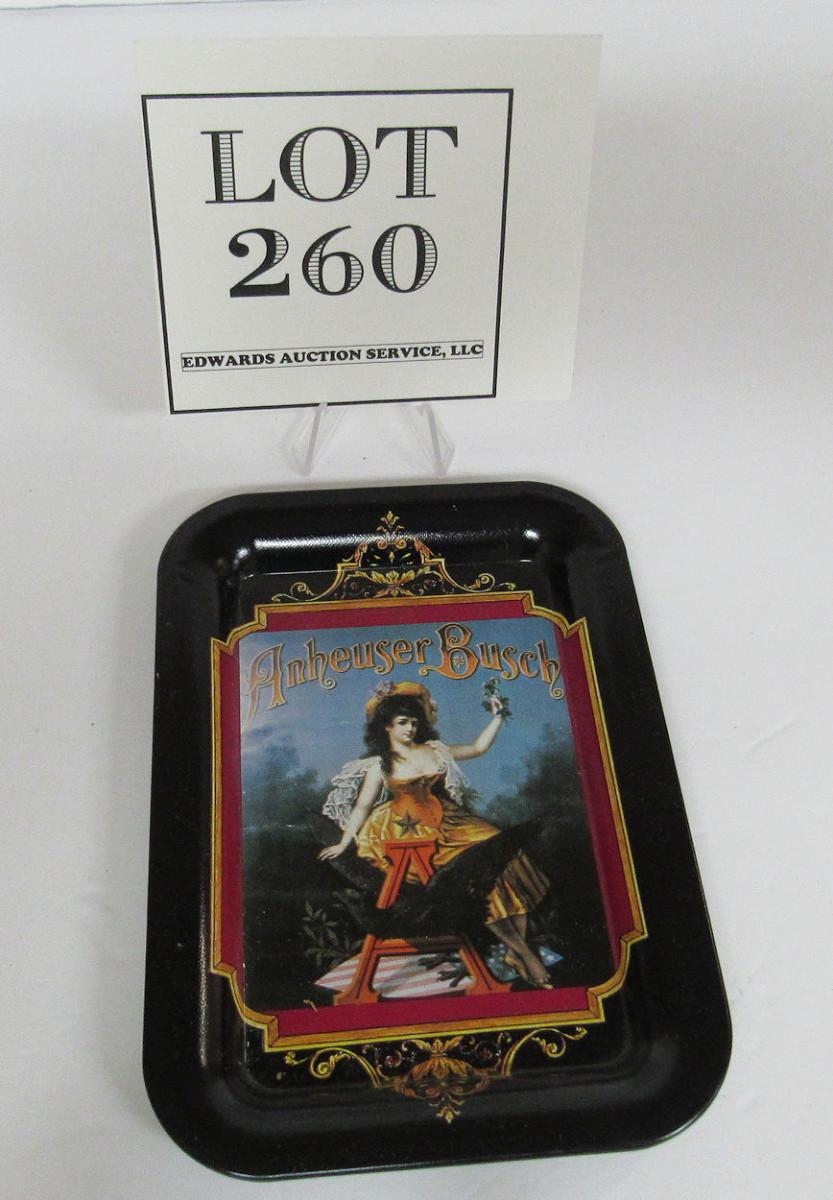 LOT
260
EDWARDS AUCTION SERVICE, LLC
Anheuser Busch